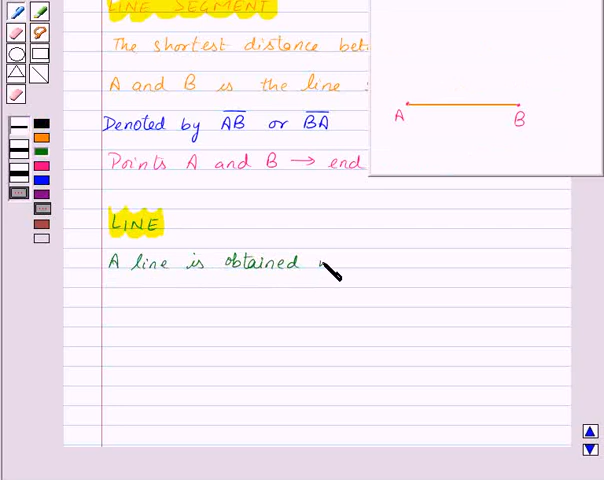 LINE SEGMENT
The shortest distance
A and B is the line
Denoted by AB or BA
Points A and B → end
LINE
A line is obtained
A
B